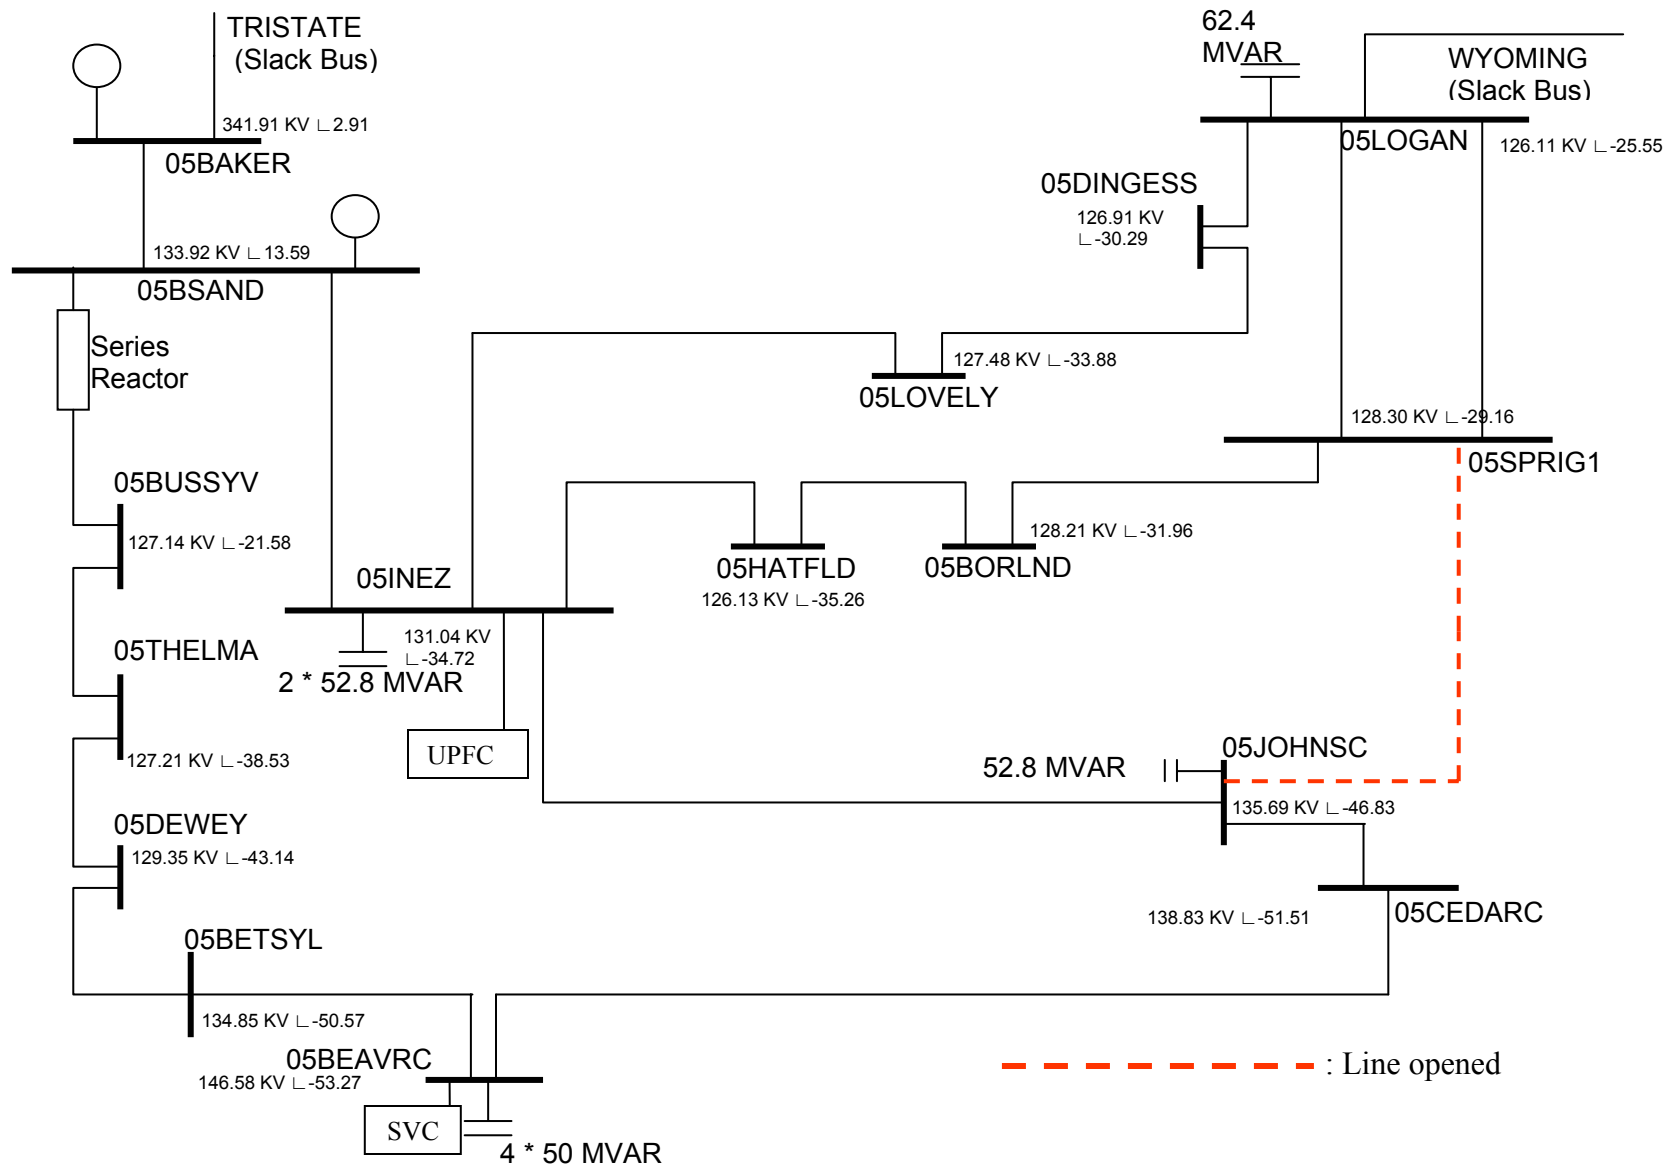 TRISTATE
(Slack Bus)
62.4
MVAR
WYOMING
(Slack Bus)
341.91 KV ∟2.91
05BAKER
05LOGAN
126.11 KV ∟-25.55
05DINGESS
126.91 KV
∟-30.29
133.92 KV ∟13.59
05BSAND
Series
Reactor
127.48 KV ∟-33.88
05LOVELY
128.30 KV ∟-29.16
05SPRIG1
05BUSSYV
127.14 KV ∟-21.58
128.21 KV ∟-31.96
05INEZ
05HATFLD
05BORLND
126.13 KV ∟-35.26
131.04 KV
∟-34.72
2 * 52.8 MVAR
05THELMA
127.21 KV ∟-38.53
UPFC
05JOHNSC
52.8 MVAR
135.69 KV ∟-46.83
05DEWEY
129.35 KV ∟-43.14
138.83 KV ∟-51.51
05CEDARC
05BETSYL
134.85 KV ∟-50.57
05BEAVRC
146.58 KV ∟-53.27
: Line opened
SVC
4 * 50 MVAR